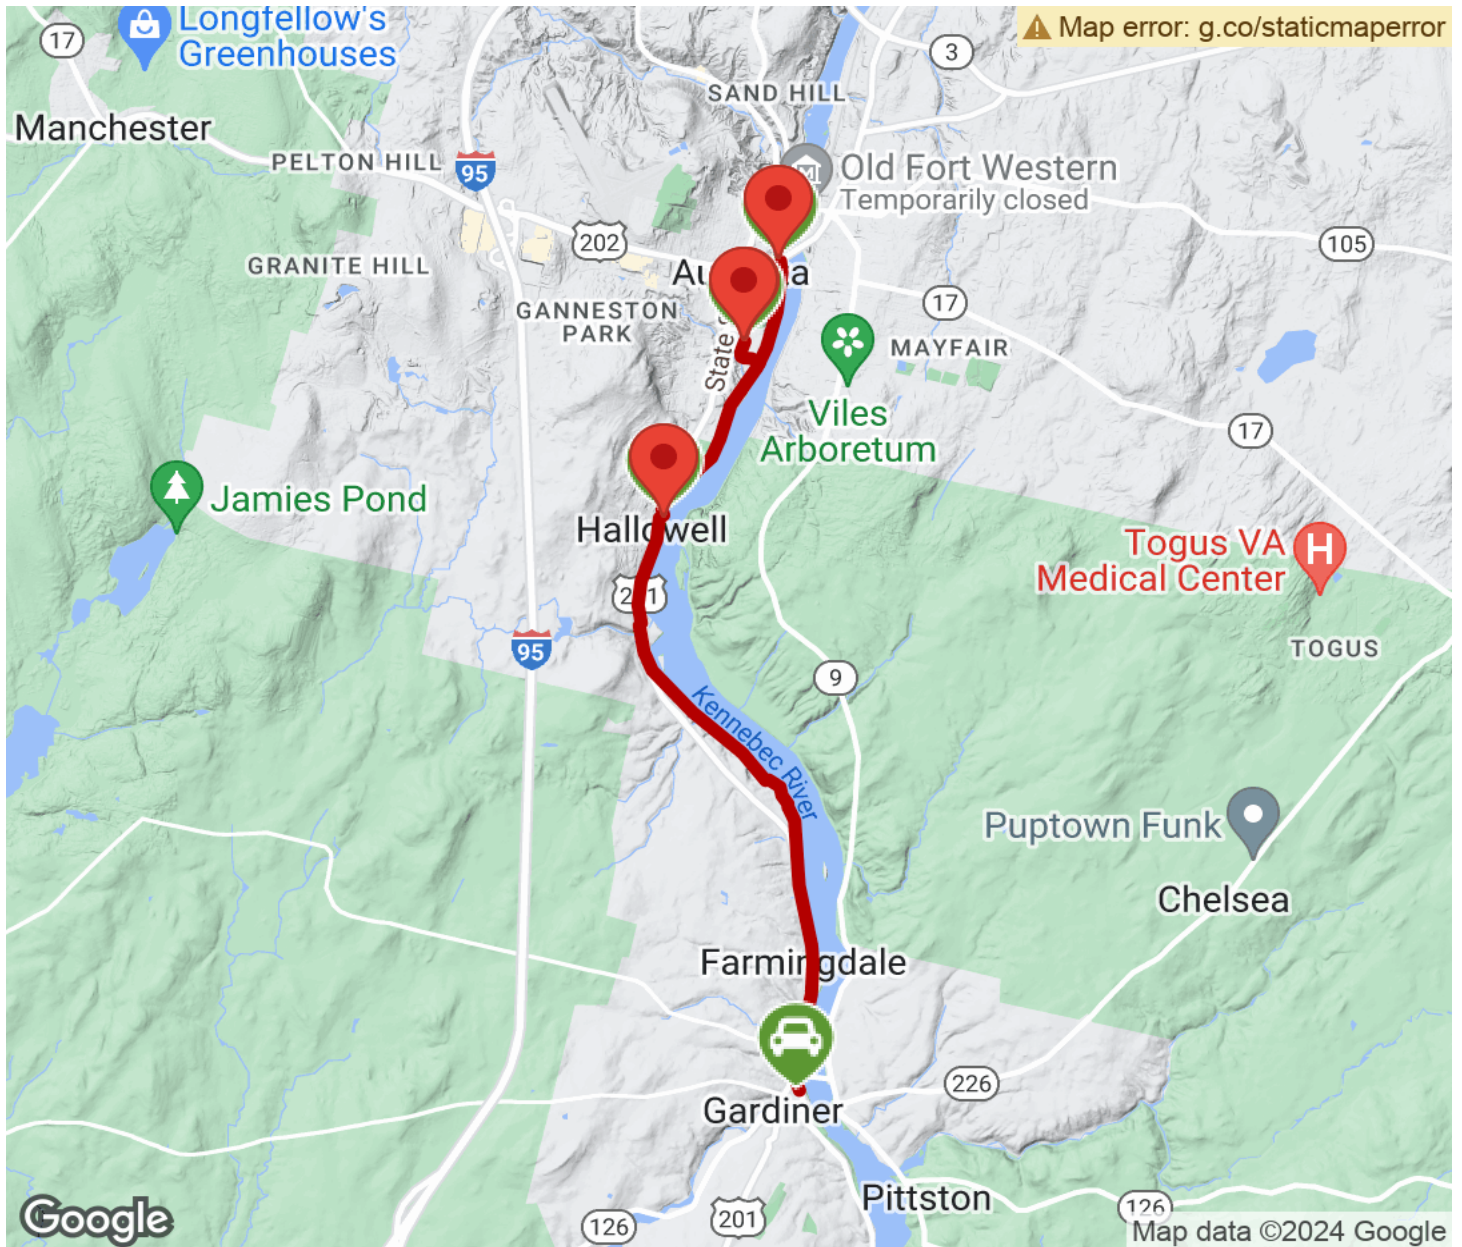 Longfellow's
Greenhouses
17
Map error: g.co/staticmaperror
3
SAND HILL
Manchester
PELTON HILL
95
Old Fort Western
Temporarily closed
202
105
GRANITE HILL
GANNESTON
PARK
17
State
MAYFAIR
Viles
Arboretum
17
Jamies Pond
Hallowell
Togus VA
Medical Center
H
TOGUS
95
9
Kennebec River
Puptown Funk
Chelsea
Farmingdale
226
Gardiner
Pittston
126
201
126
Google
Map data ©2024 Google